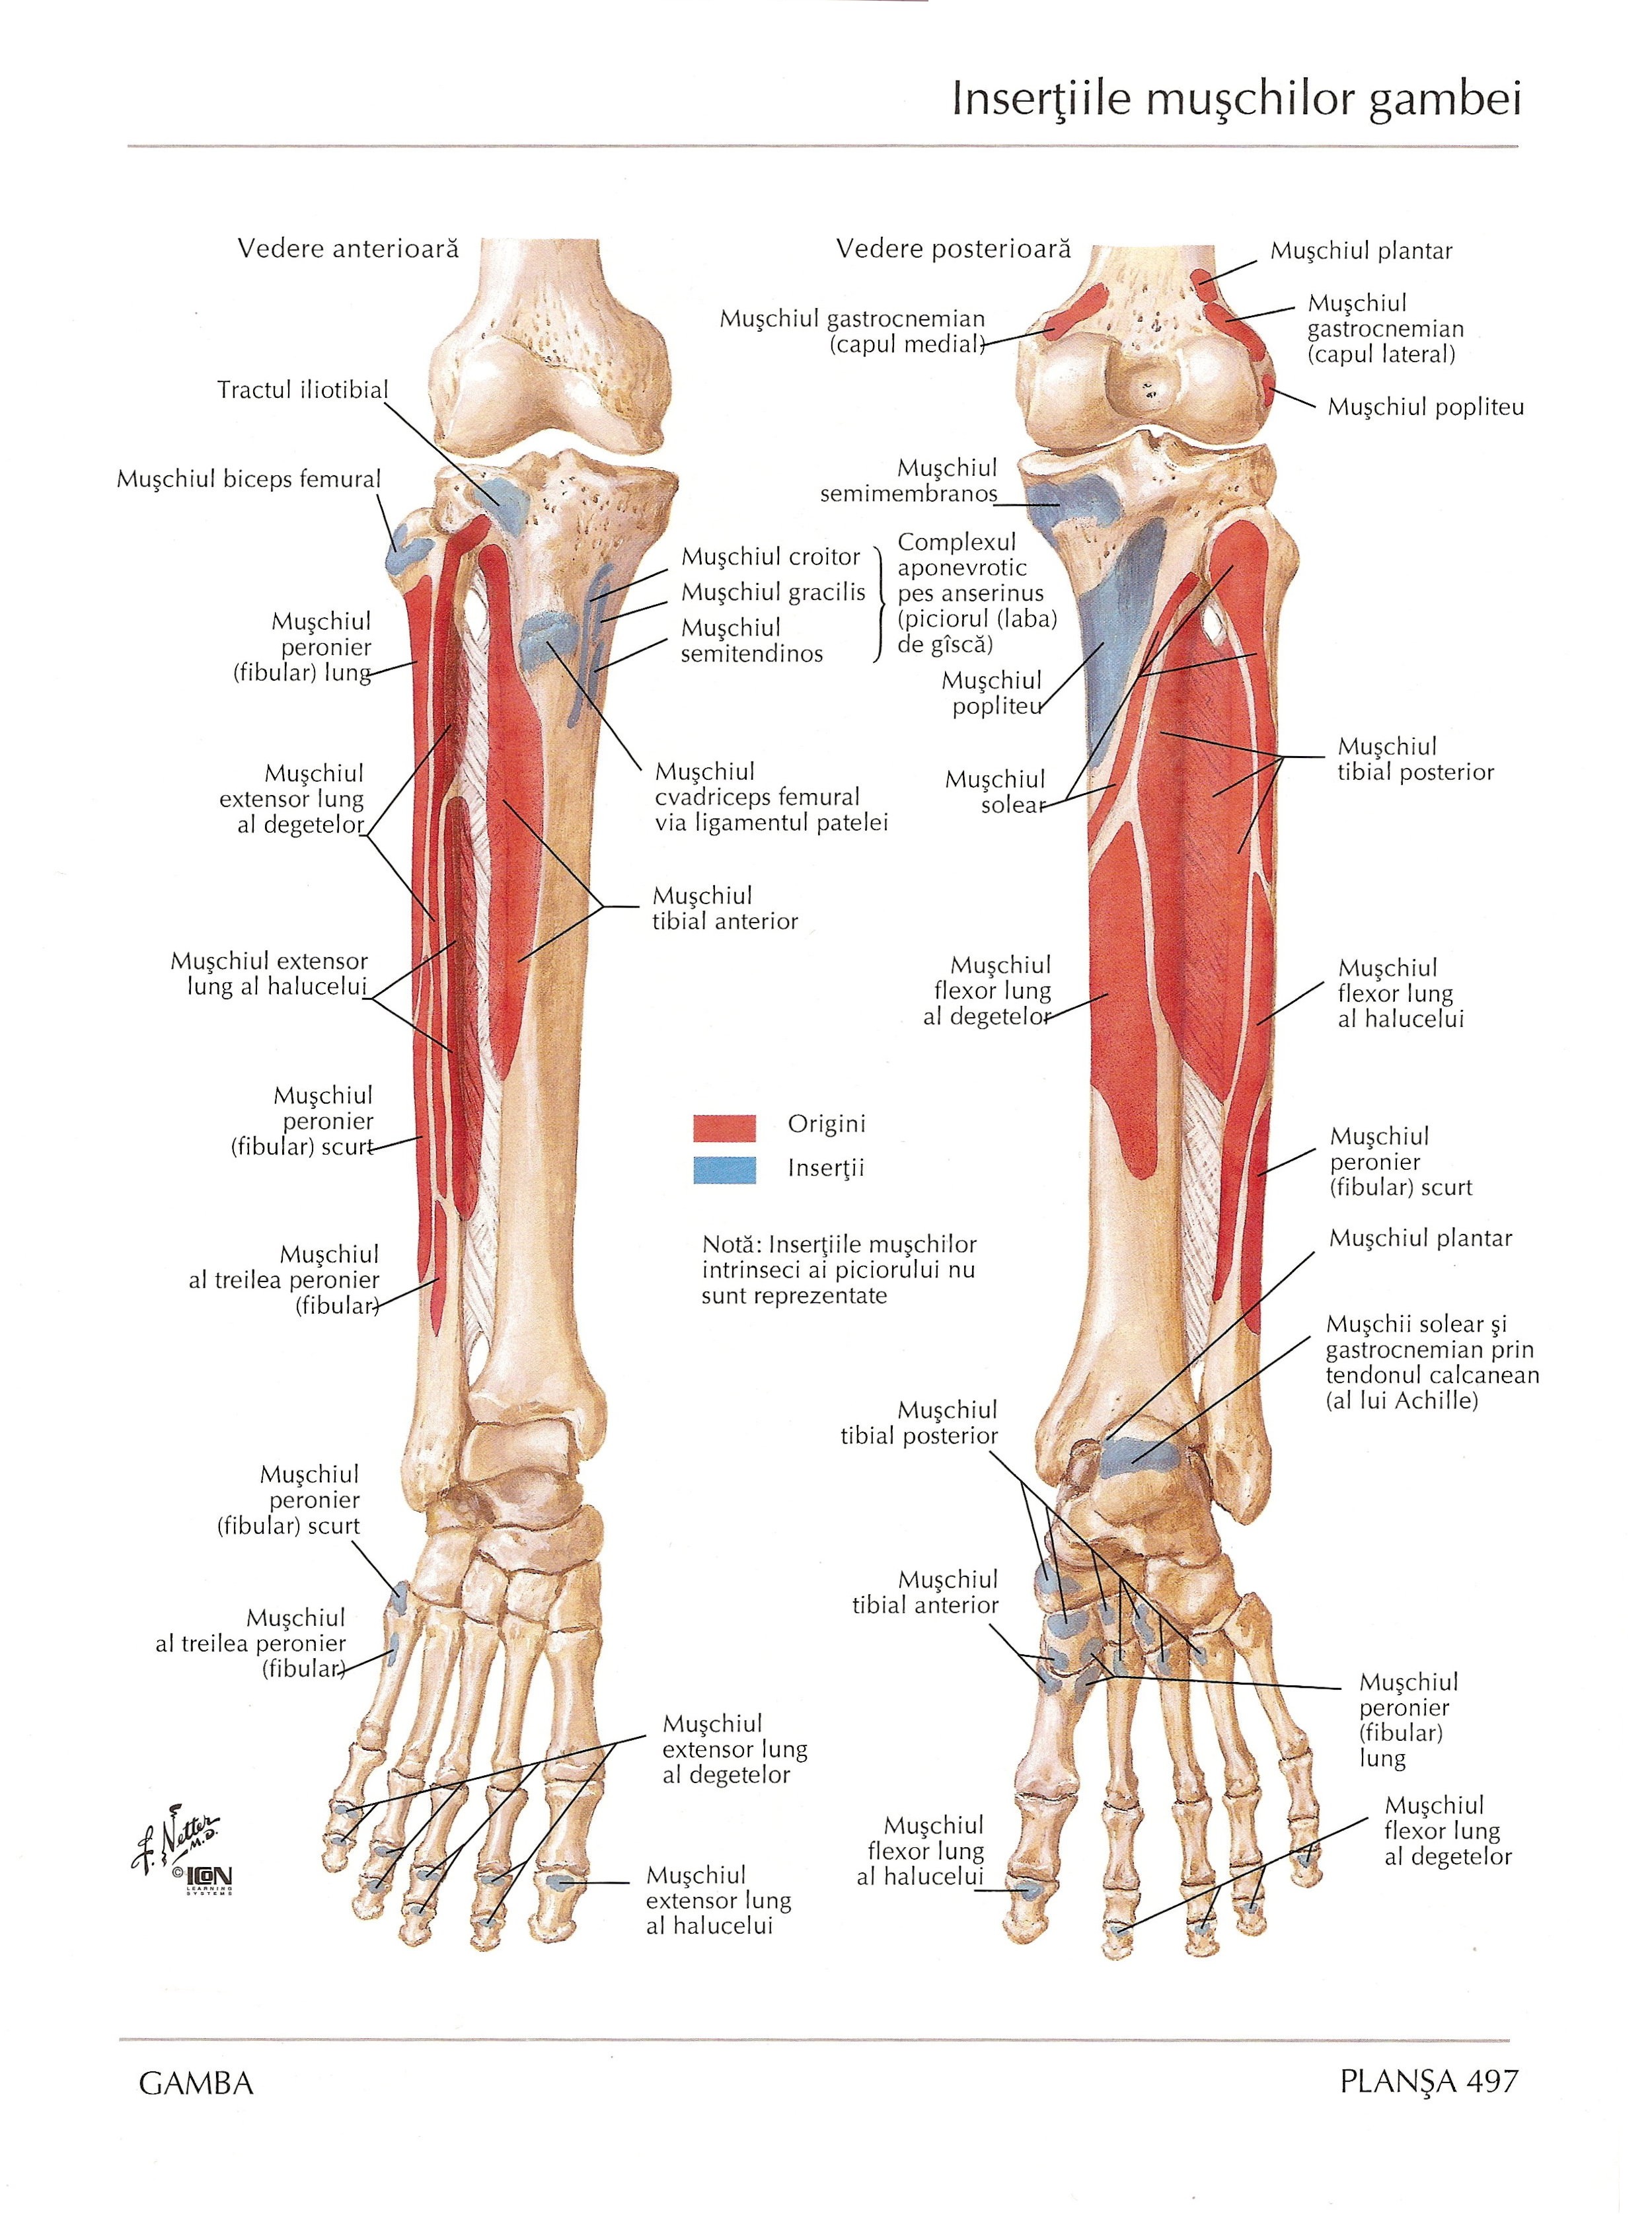 Inserţiile muşchilor gambei
Vedere anterioară
Tractul iliotibial
Muşchiul biceps femural
Muşchiul
peronier
(fibular) lung
Muşchiul
extensor lung
al degetelor
Muşchiul extensor
lung al halucelui
Muşchiul
peronier
(fibular) scurt
Muşchiul
al treilea peronier
(fibular)
Muşchiul
peronier
(fibular) scurt
Muşchiul
al treilea peronier
(fibular)
Muşchiul croitor
Muşchiul gracilis
Muşchiul
semitendinos
Complexul
aponevrotic
pes anserinus
(piciorul (laba)
de gîscă)
Muşchiul
cvadriceps femural
via ligamentul patelei
Muşchiul
tibial anterior
Origini
Inserţii
Notă: Inserţiile muşchilor
intrinseci ai piciorului nu
sunt reprezentate
Muşchiul
extensor lung
al degetelor
Muşchiul
extensor lung
al halucelui
Vedere posterioară
Muşchiul gastrocnemian
(capul medial)
Muşchiul
semimembranos
Muşchiul
popliteu
Muşchiul
solear
Muşchiul
flexor lung
al degetelor
Muşchiul
tibial posterior
Muşchiul
tibial anterior
Muşchiul
flexor lung
al halucelui
Muşchiul plantar
Muşchiul
gastrocnemian
(capul lateral)
Muşchiul popliteu
Muşchiul
tibial posterior
Muşchiul
flexor lung
al halucelui
Muşchiul
peronier
(fibular) scurt
Muşchiul plantar
Muşchii solear şi
gastrocnemian prin
tendonul calcanean
(al lui Achille)
Muşchiul
peronier
(fibular)
lung
Muşchiul
flexor lung
al degetelor
F. Netter
M.D.
© ICON
LEARNING
SYSTEMS
GAMBA
PLANŞA 497